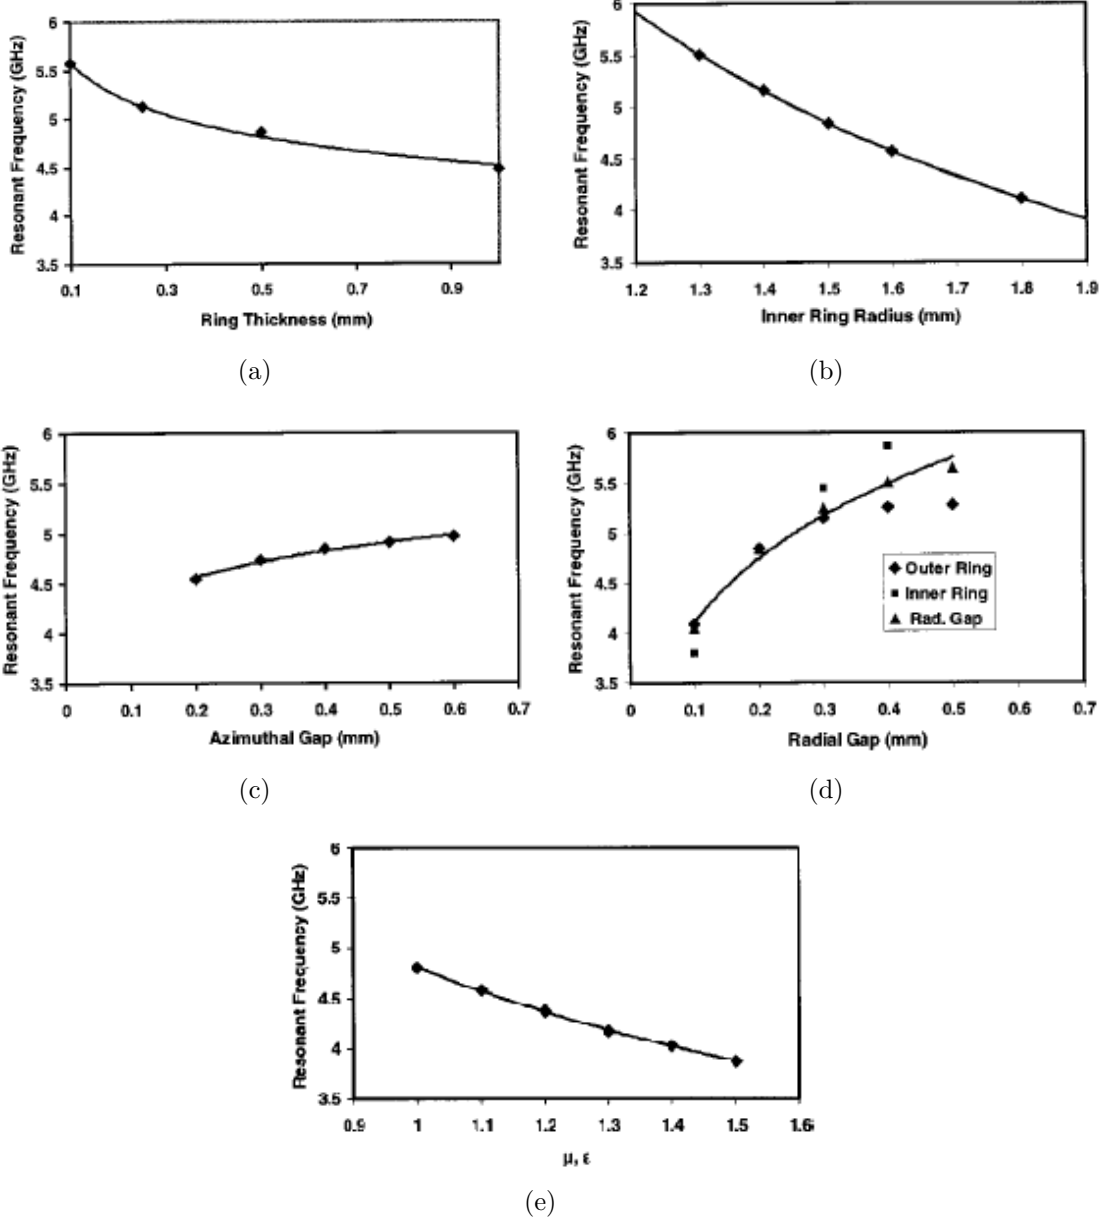 6
5.5
5
4.5
4
3.5
Resonant Frequency (GHz)
0.1 0.3 0.5 0.7 0.9
Ring Thickness (mm)
(a)
6
5.5
5
4.5
4
3.5
Resonant Frequency (GHz)
1.2 1.3 1.4 1.5 1.6 1.7 1.8 1.9
Inner Ring Radius (mm)
(b)
6
5.5
5
4.5
4
3.5
Resonant Frequency (GHz)
0 0.1 0.2 0.3 0.4 0.5 0.6 0.7
Azimuthal Gap (mm)
(c)
6
5.5
5
4.5
4
3.5
Resonant Frequency (GHz)
Outer Ring
Inner Ring
Rad. Gap
0 0.1 0.2 0.3 0.4 0.5 0.6 0.7
Radial Gap (mm)
(d)
6
5.5
5
4.5
4
3.5
Resonant Frequency (GHz)
0.9 1 1.1 1.2 1.3 1.4 1.5 1.6
μ, ε
(e)